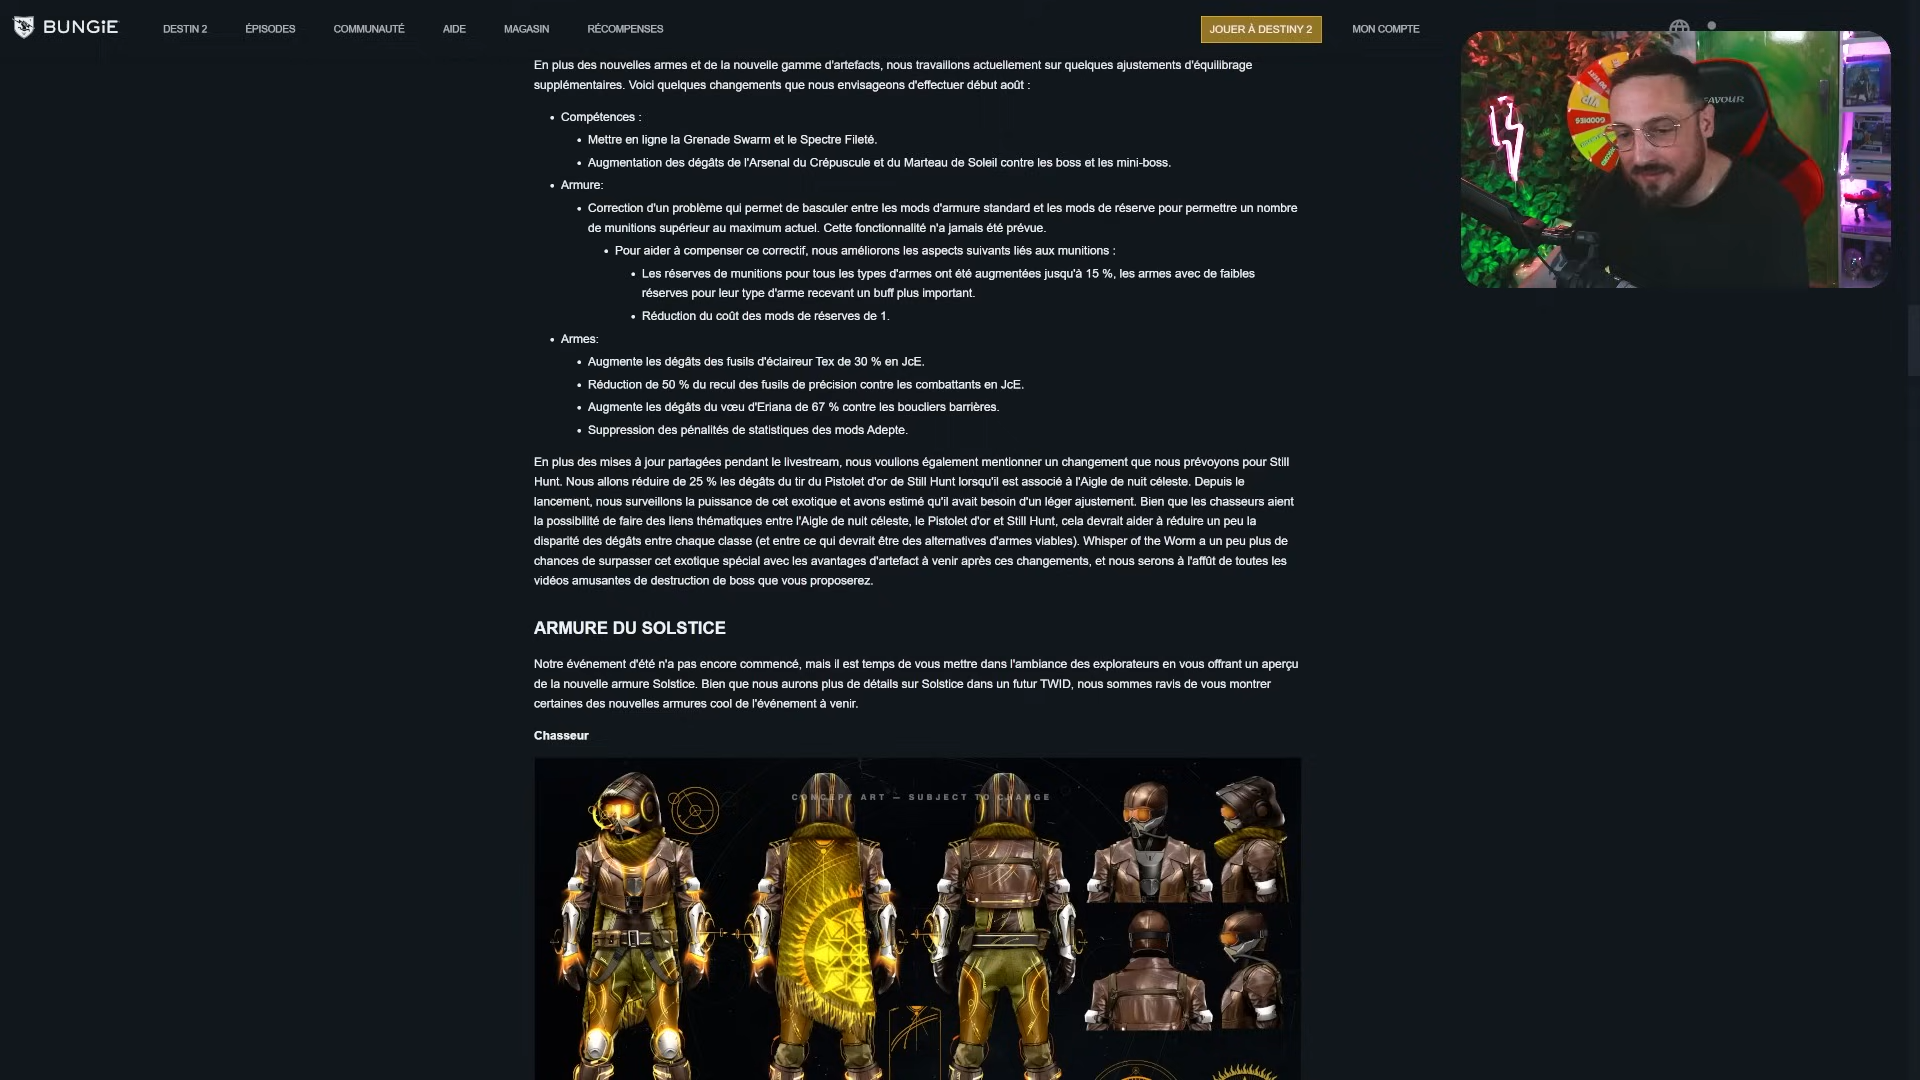 BUNGiE DESTIN 2 ÉPISODES COMMUNAUTÉ AIDE MAGASIN RÉCOMPENSES JOUER À DESTINY 2 MON COMPTE
En plus des nouvelles armes et de la nouvelle gamme d'artefacts, nous travaillons actuellement sur quelques ajustements d'équilibrage
supplémentaires. Voici quelques changements que nous envisageons d'effectuer début août :
• Compétences :
• Mettre en ligne la Grenade Swarm et le Spectre Fileté.
• Augmentation des dégâts de l'Arsenal du Crépuscule et du Marteau de Soleil contre les boss et les mini-boss.
• Armure:
• Correction d'un problème qui permet de basculer entre les mods d'armure standard et les mods de réserve pour permettre un nombre
de munitions supérieur au maximum actuel. Cette fonctionnalité n'a jamais été prévue.
• Pour aider à compenser ce correctif, nous améliorons les aspects suivants liés aux munitions :
• Les réserves de munitions pour tous les types d'armes ont été augmentées jusqu'à 15 %, les armes avec de faibles
réserves pour leur type d'arme recevant un buff plus important.
• Réduction du coût des mods de réserves de 1.
• Armes:
• Augmente les dégâts des fusils d'éclaireur Tex de 30 % en JcE.
• Réduction de 50 % du recul des fusils de précision contre les combattants en JcE.
• Augmente les dégâts du vœu d'Eriana de 67 % contre les boucliers barrières.
• Suppression des pénalités de statistiques des mods Adepte.
En plus des mises à jour partagées pendant le livestream, nous voulions également mentionner un changement que nous prévoyons pour Still
Hunt. Nous allons réduire de 25 % les dégâts du tir du Pistolet d'or de Still Hunt lorsqu'il est associé à l'Aigle de nuit céleste. Depuis le
lancement, nous surveillons la puissance de cet exotique et avons estimé qu'il avait besoin d'un léger ajustement. Bien que les chasseurs aient
la possibilité de faire des liens thématiques entre l'Aigle de nuit céleste, le Pistolet d'or et Still Hunt, cela devrait aider à réduire un peu la
disparité des dégâts entre chaque classe (et entre ce qui devrait être des alternatives d'armes viables). Whisper of the Worm a un peu plus de
chances de surpasser cet exotique spécial avec les avantages d'artefact à venir après ces changements, et nous serons à l'affût de toutes les
vidéos amusantes de destruction de boss que vous proposerez.
ARMURE DU SOLSTICE
Notre événement d'été n'a pas encore commencé, mais il est temps de vous mettre dans l'ambiance des explorateurs en vous offrant un aperçu
de la nouvelle armure Solstice. Bien que nous aurons plus de détails sur Solstice dans un futur TWID, nous sommes ravis de vous montrer
certaines des nouvelles armures cool de l'événement à venir.
Chasseur
CONCEPT ART — SUBJECT TO CHANGE
VIP
GOODIES